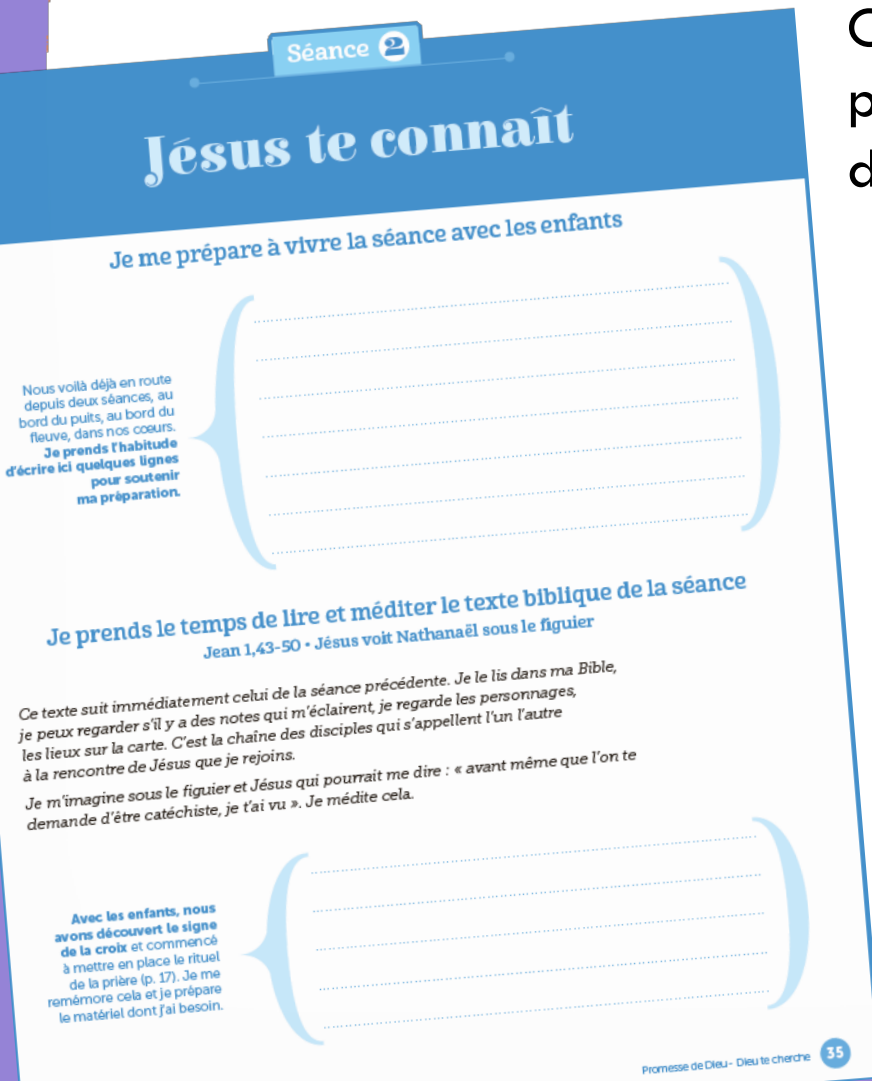 Séance 2
Jésus te connaît
Je me prépare à vivre la séance avec les enfants
Nous voilà déjà en route
depuis deux séances, au
bord du puits, au bord du
fleuve, dans nos cœurs.
Je prends l'habitude
d'écrire ici quelques lignes
pour soutenir
ma préparation.
Je prends le temps de lire et méditer le texte biblique de la séance
Jean 1,43-50 • Jésus voit Nathanaël sous le figuier
Ce texte suit immédiatement celui de la séance précédente. Je le lis dans ma Bible,
je peux regarder s'il y a des notes qui m'éclairent, je regarde les personnages,
les lieux sur la carte. C'est la chaîne des disciples qui s'appellent l'un l'autre
à la rencontre de Jésus que je rejoins.
Je m'imagine sous le figuier et Jésus qui pourrait me dire : « avant même que l'on te
demande d'être catéchiste, je t'ai vu ». Je médite cela.
Avec les enfants, nous
avons découvert le signe
de la croix et commencé
à mettre en place le rituel
de la prière (p. 17). Je me
remémore cela et je prépare
le matériel dont j'ai besoin.
Promesse de Dieu - Dieu te cherche 35